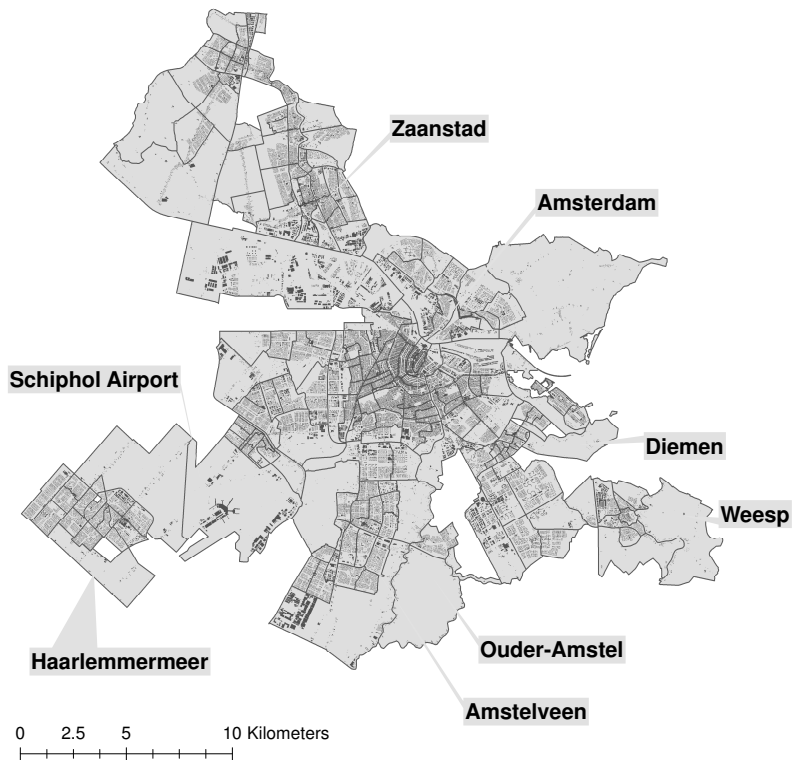 Zaanstad
Amsterdam
Schiphol Airport
Diemen
Weesp
Haarlemmermeer
Ouder-Amstel
Amstelveen
0 2.5 5 10 Kilometers